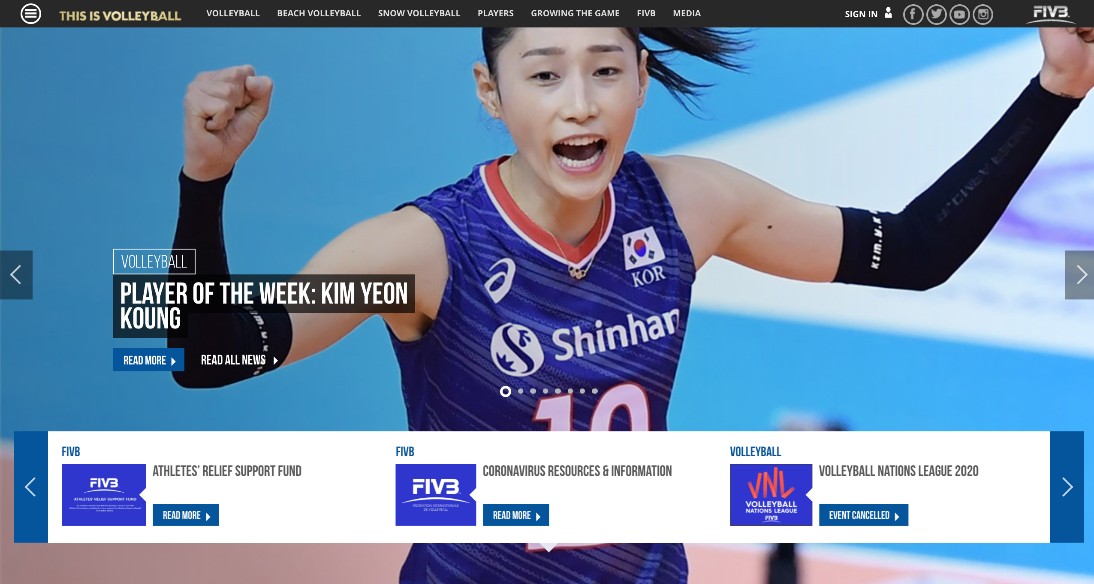 THIS IS VOLLEYBALL
VOLLEYBALL
BEACH VOLLEYBALL
SNOW VOLLEYBALL
PLAYERS
GROWING THE GAME
FIVB
MEDIA
SIGN IN
FIVB
VOLLEYBALL
PLAYER OF THE WEEK: KIM YEON
KOUNG
READ MORE
READ ALL NEWS
KOR
Shinhan
10
K.i.m.y.k
FIVB
ATHLETES' RELIEF SUPPORT FUND
READ MORE
FIVB
ATHLETES' RELIEF SUPPORT FUND
FIVB
CORONAVIRUS RESOURCES & INFORMATION
READ MORE
FIVB
VOLLEYBALL
VOLLEYBALL NATIONS LEAGUE 2020
EVENT CANCELLED
VNL
VOLLEYBALL
NATIONS LEAGUE
FIVB